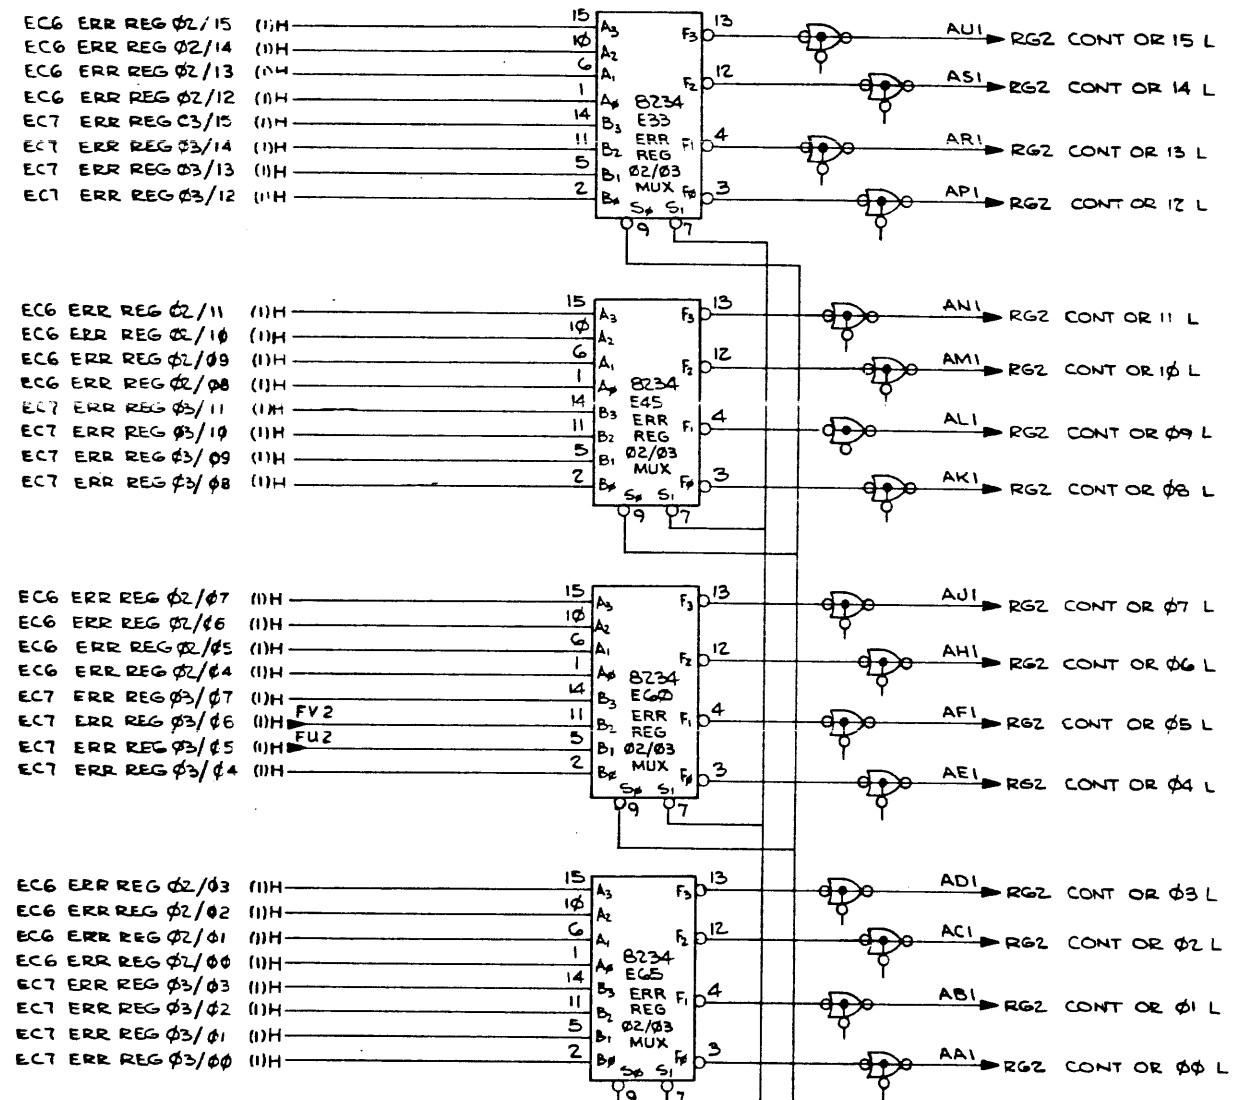 EC6 ERR REG Ø2/15 (1)H 15 A3 F3 13 AU1 RG2 CONT OR 15 L
EC6 ERR REG Ø2/14 (1)H 1Ø A2
EC6 ERR REG Ø2/13 (1)H 6 A1 F2 12 AS1 RG2 CONT OR 14 L
EC6 ERR REG Ø2/12 (1)H 1 AØ
EC7 ERR REG Ø3/15 (1)H 14 B3
EC7 ERR REG Ø3/14 (1)H 11 B2 F1 4 AR1 RG2 CONT OR 13 L
EC7 ERR REG Ø3/13 (1)H 5 B1
EC7 ERR REG Ø3/12 (1)H 2 BØ FØ 3 AP1 RG2 CONT OR 12 L
8234
E33
ERR
REG
Ø2/Ø3
MUX
SØ S1
9 7
EC6 ERR REG Ø2/11 (1)H 15 A3 F3 13 AN1 RG2 CONT OR 11 L
EC6 ERR REG Ø2/1Ø (1)H 1Ø A2
EC6 ERR REG Ø2/Ø9 (1)H 6 A1 F2 12 AM1 RG2 CONT OR 1Ø L
EC6 ERR REG Ø2/Ø8 (1)H 1 AØ
EC7 ERR REG Ø3/11 (1)H 14 B3
EC7 ERR REG Ø3/1Ø (1)H 11 B2 F1 4 AL1 RG2 CONT OR Ø9 L
EC7 ERR REG Ø3/Ø9 (1)H 5 B1
EC7 ERR REG Ø3/Ø8 (1)H 2 BØ FØ 3 AK1 RG2 CONT OR Ø8 L
8234
E45
ERR
REG
Ø2/Ø3
MUX
SØ S1
9 7
EC6 ERR REG Ø2/Ø7 (1)H 15 A3 F3 13 AJ1 RG2 CONT OR Ø7 L
EC6 ERR REG Ø2/Ø6 (1)H 1Ø A2
EC6 ERR REG Ø2/Ø5 (1)H 6 A1 F2 12 AH1 RG2 CONT OR Ø6 L
EC6 ERR REG Ø2/Ø4 (1)H 1 AØ
EC7 ERR REG Ø3/Ø7 (1)H 14 B3
EC7 ERR REG Ø3/Ø6 (1)H FV2 11 B2 F1 4 AF1 RG2 CONT OR Ø5 L
EC7 ERR REG Ø3/Ø5 (1)H FU2 5 B1
EC7 ERR REG Ø3/Ø4 (1)H 2 BØ FØ 3 AE1 RG2 CONT OR Ø4 L
8234
E6Ø
ERR
REG
Ø2/Ø3
MUX
SØ S1
9 7
EC6 ERR REG Ø2/Ø3 (1)H 15 A3 F3 13 AD1 RG2 CONT OR Ø3 L
EC6 ERR REG Ø2/Ø2 (1)H 1Ø A2
EC6 ERR REG Ø2/Ø1 (1)H 6 A1 F2 12 AC1 RG2 CONT OR Ø2 L
EC6 ERR REG Ø2/ØØ (1)H 1 AØ
EC7 ERR REG Ø3/Ø3 (1)H 14 B3
EC7 ERR REG Ø3/Ø2 (1)H 11 B2 F1 4 AB1 RG2 CONT OR Ø1 L
EC7 ERR REG Ø3/Ø1 (1)H 5 B1
EC7 ERR REG Ø3/ØØ (1)H 2 BØ FØ 3 AA1 RG2 CONT OR ØØ L
8234
E65
ERR
REG
Ø2/Ø3
MUX
SØ S1
9 7